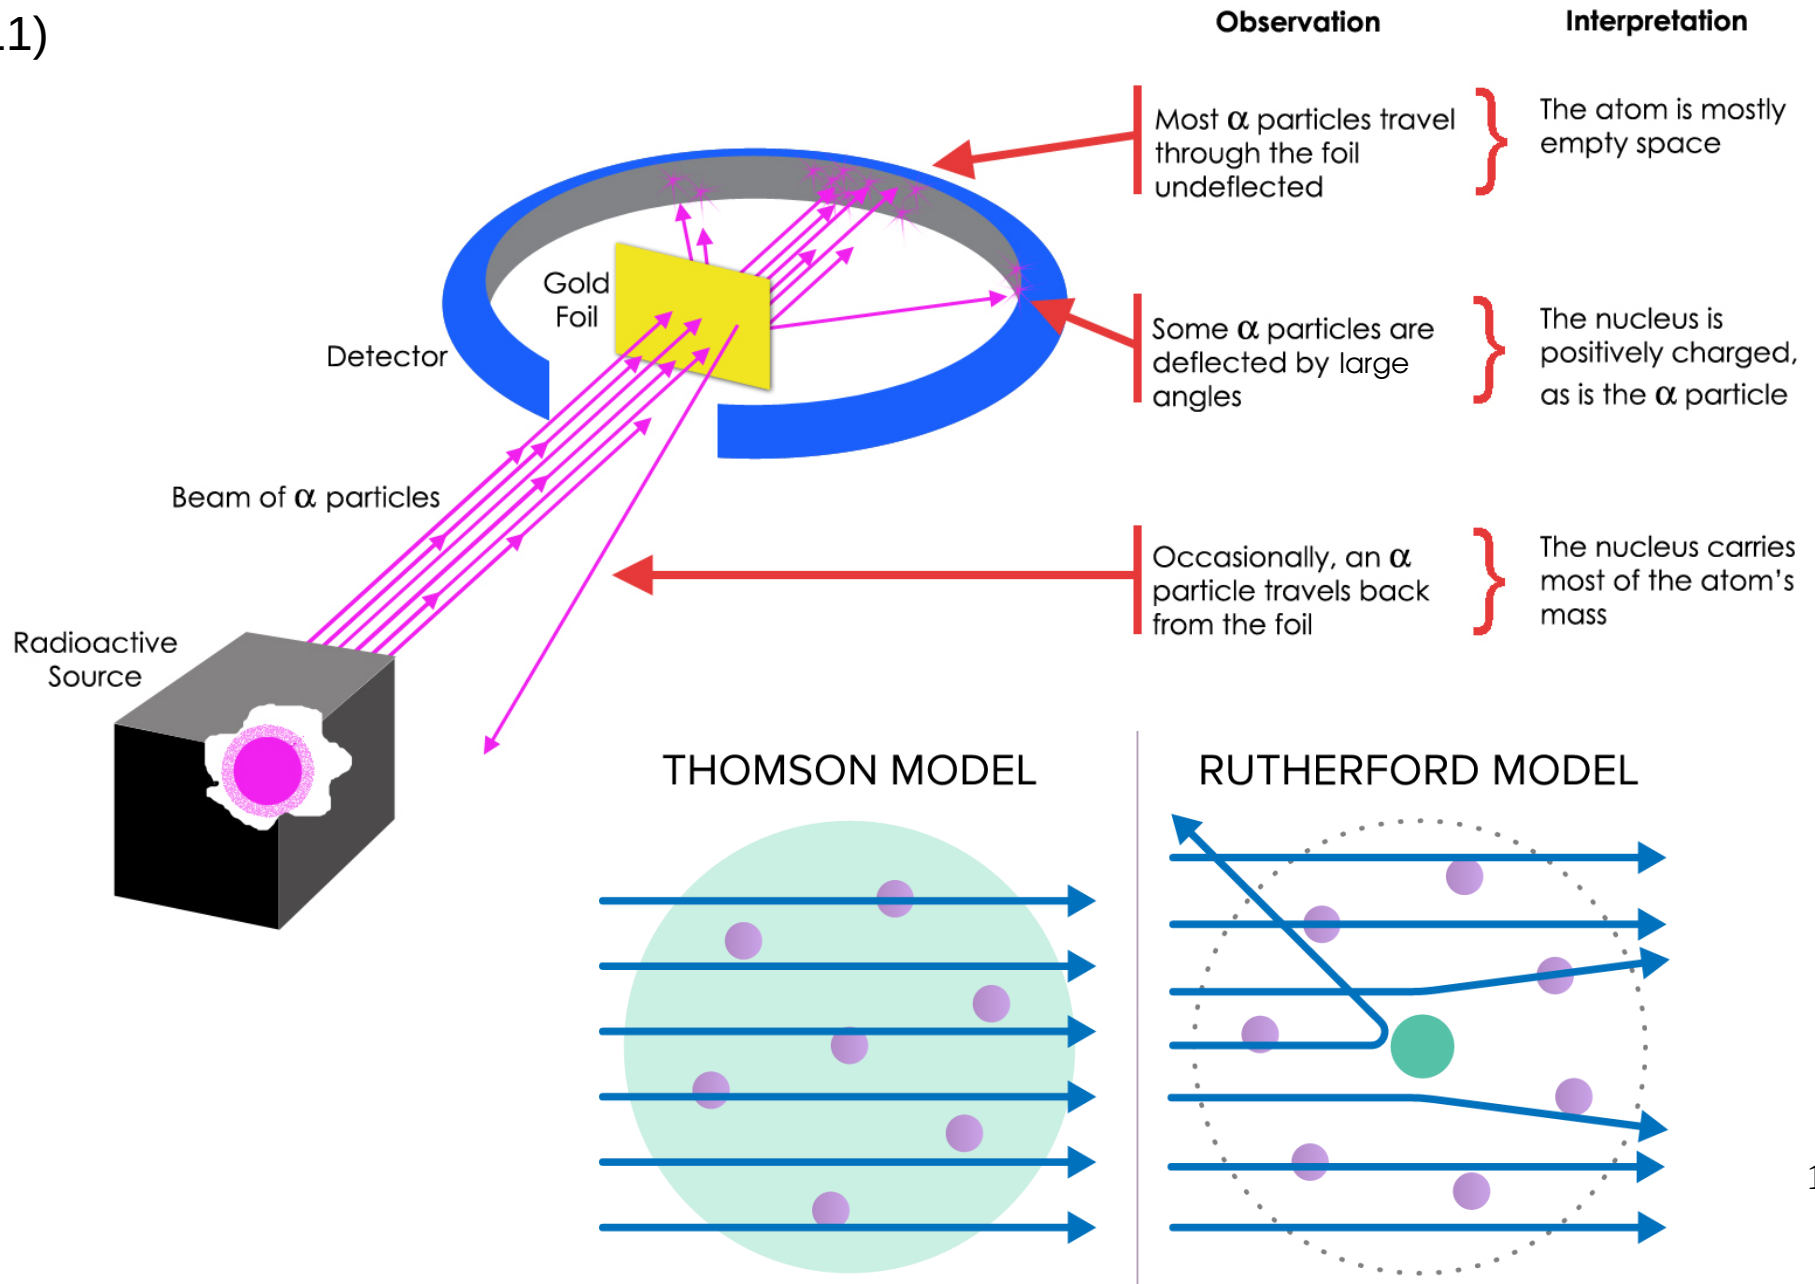 11)
Observation
Interpretation
Most α particles travel
through the foil
undeflected
The atom is mostly
empty space
Gold
Foil
Detector
Some α particles are
deflected by large
angles
The nucleus is
positively charged,
as is the α particle
Beam of α particles
Occasionally, an α
particle travels back
from the foil
The nucleus carries
most of the atom's
mass
Radioactive
Source
THOMSON MODEL
RUTHERFORD MODEL
1